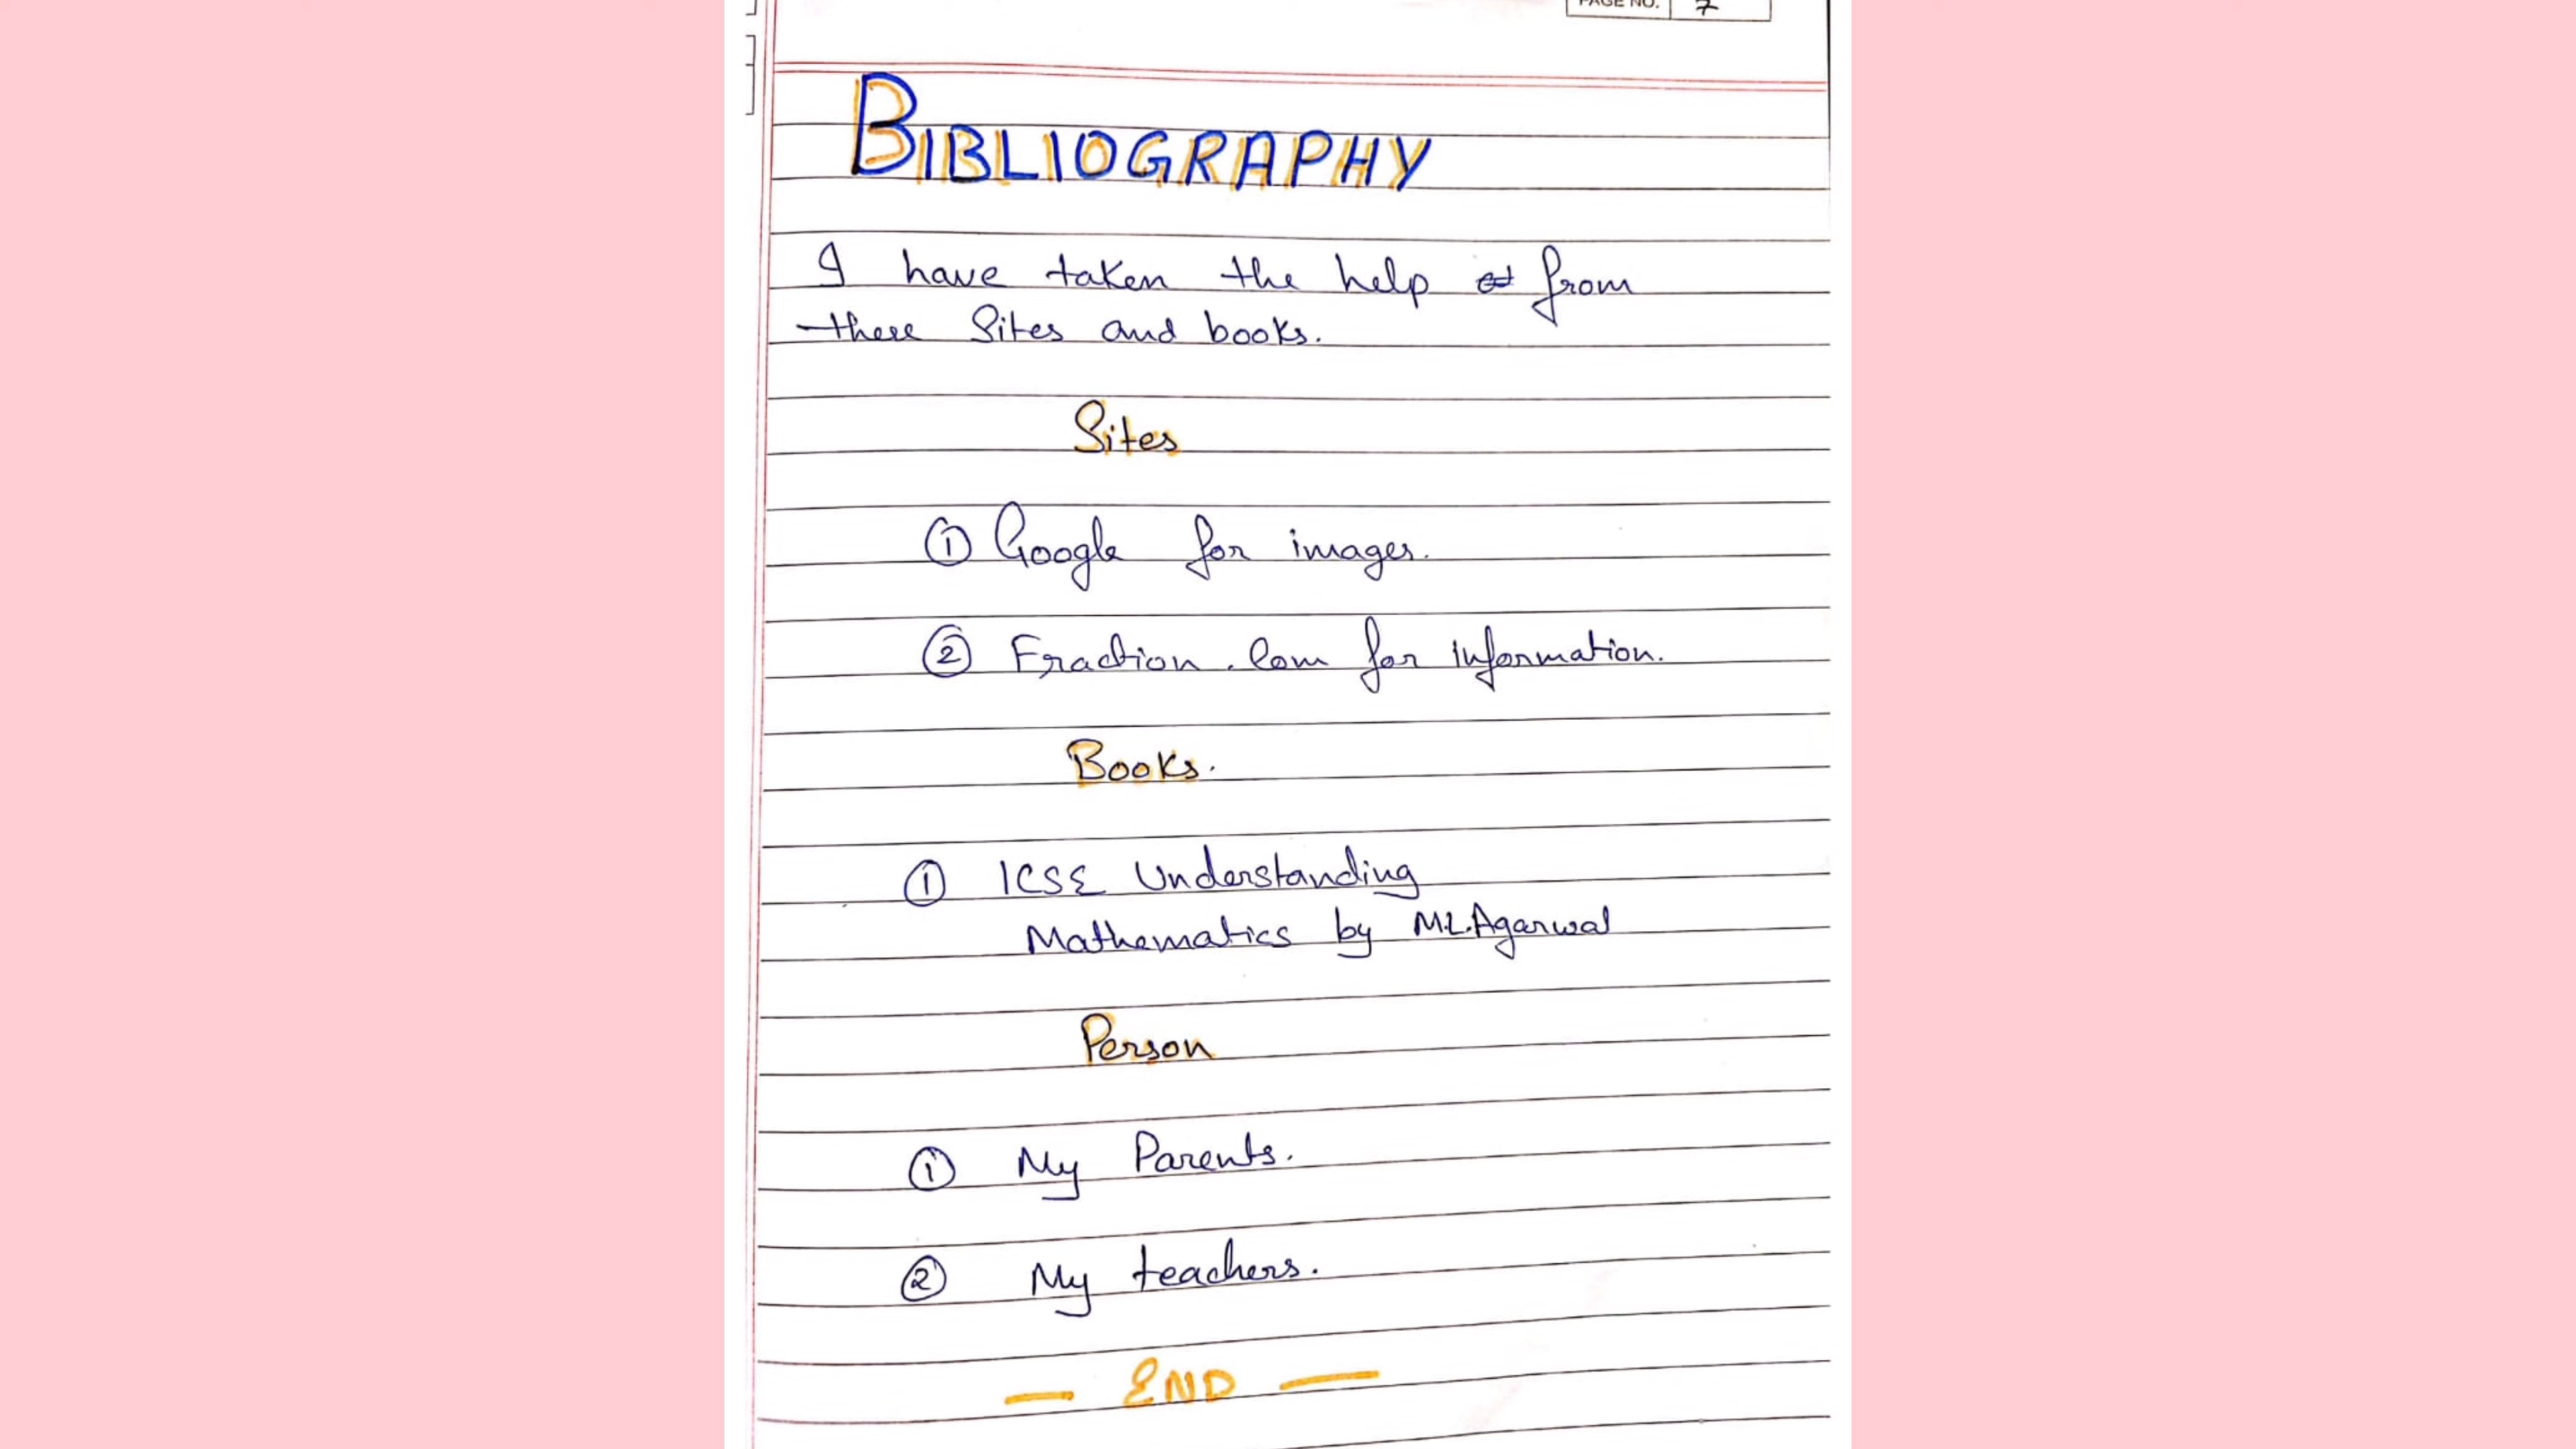 PAGE NO. 7
BIBLIOGRAPHY
I have taken the help from
these Sites and books.
Sites
① Google for images.
② Fraction.Com for information.
Books.
① ICSE Understanding
Mathematics by M.L.Agarwal
Person
① My Parents.
② My teachers.
— END —